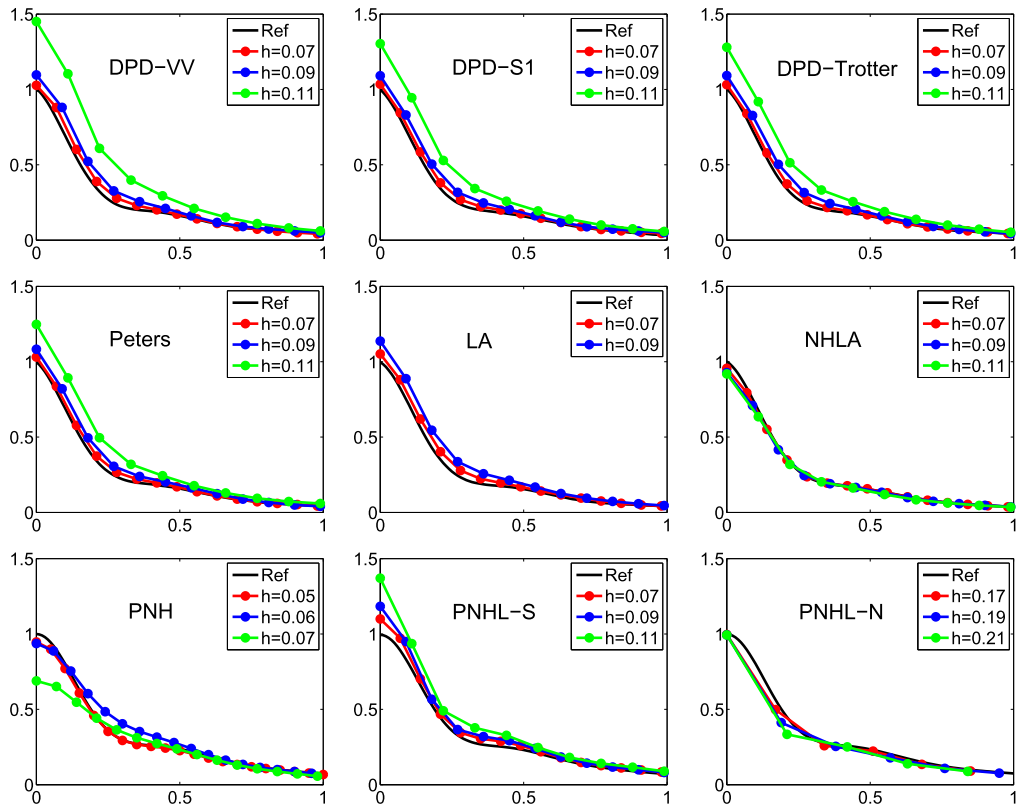 1.5
DPD−VV
Ref
h=0.07
h=0.09
h=0.11
1
0.5
0
0
0.5
1
1.5
DPD−S1
Ref
h=0.07
h=0.09
h=0.11
1
0.5
0
0
0.5
1
1.5
DPD−Trotter
Ref
h=0.07
h=0.09
h=0.11
1
0.5
0
0
0.5
1
1.5
Peters
Ref
h=0.07
h=0.09
h=0.11
1
0.5
0
0
0.5
1
1.5
LA
Ref
h=0.07
h=0.09
1
0.5
0
0
0.5
1
1.5
NHLA
Ref
h=0.07
h=0.09
h=0.11
1
0.5
0
0
0.5
1
1.5
PNH
Ref
h=0.05
h=0.06
h=0.07
1
0.5
0
0
0.5
1
1.5
PNHL−S
Ref
h=0.07
h=0.09
h=0.11
1
0.5
0
0
0.5
1
1.5
PNHL−N
Ref
h=0.17
h=0.19
h=0.21
1
0.5
0
0
0.5
1